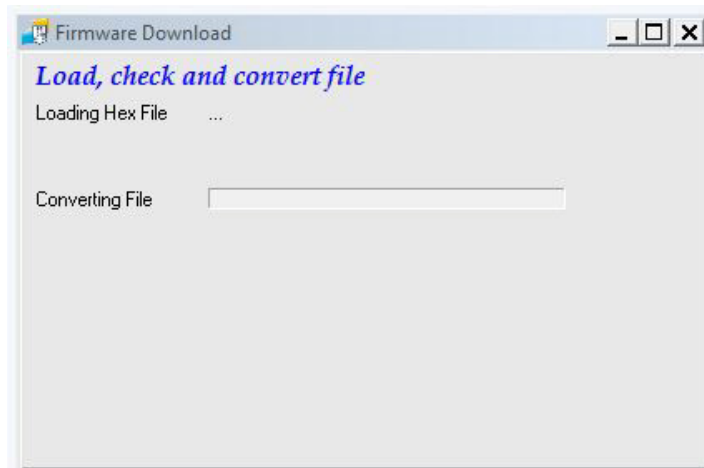 Firmware Download
Load, check and convert file
Loading Hex File ...
Converting File